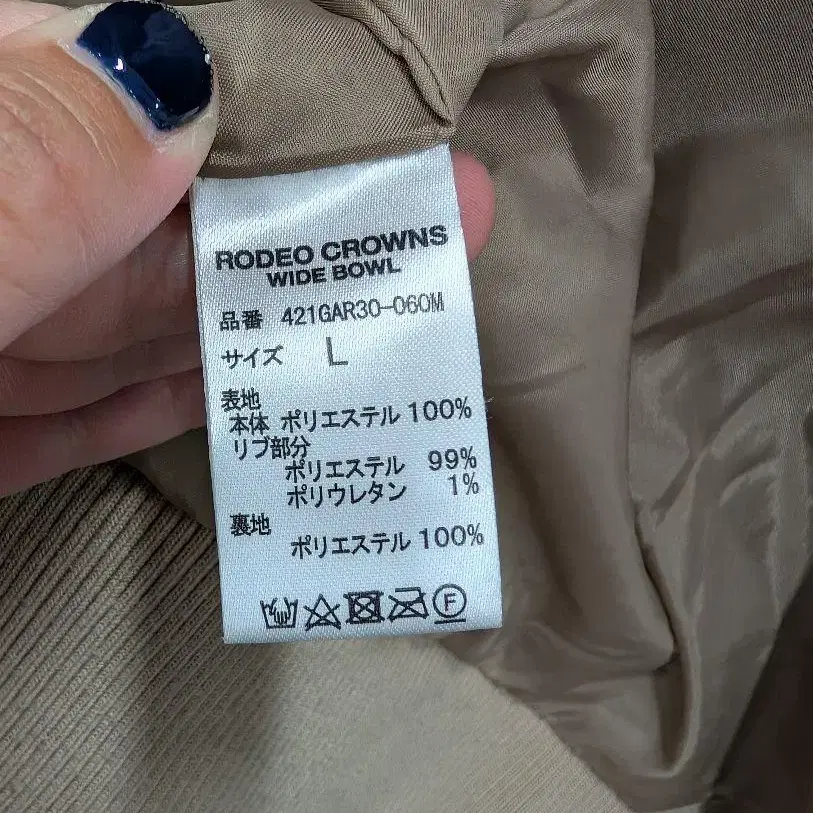 RODEO CROWNS
WIDE BOWL
品番 421GAR30-060M
サイズ L
表地
本体 ポリエステル 100%
リブ部分
ポリエステル 99%
ポリウレタン 1%
裏地
ポリエステル 100%
F